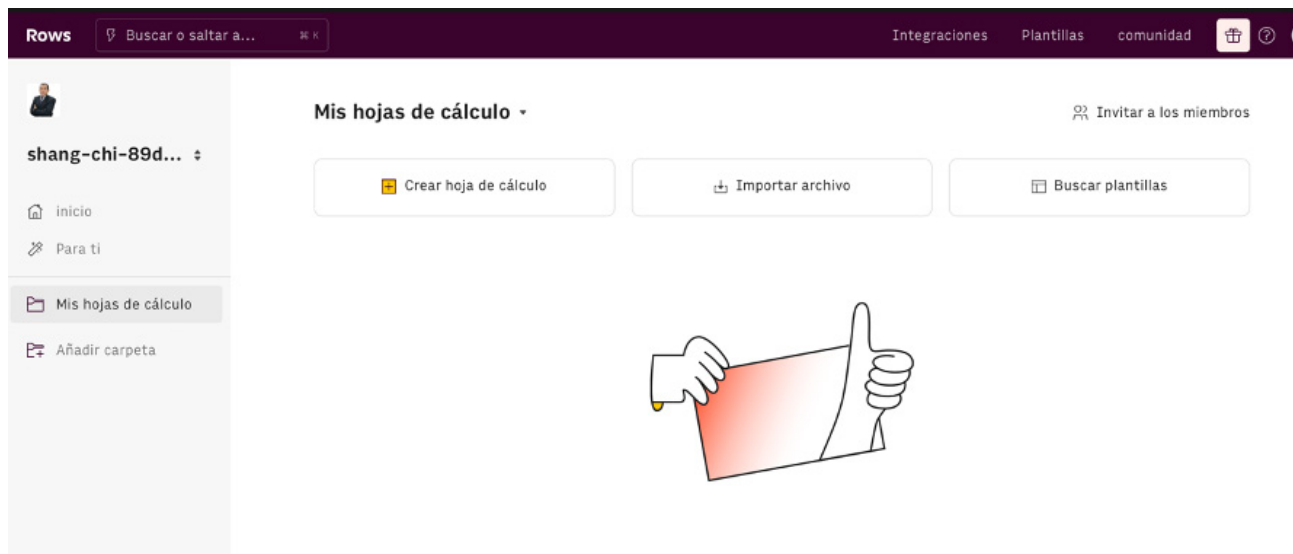 Rows
Buscar o saltar a... ⌘ K
Integraciones
Plantillas
comunidad
shang-chi-89d...
inicio
Para ti
Mis hojas de cálculo
Añadir carpeta
Mis hojas de cálculo
Invitar a los miembros
Crear hoja de cálculo
Importar archivo
Buscar plantillas